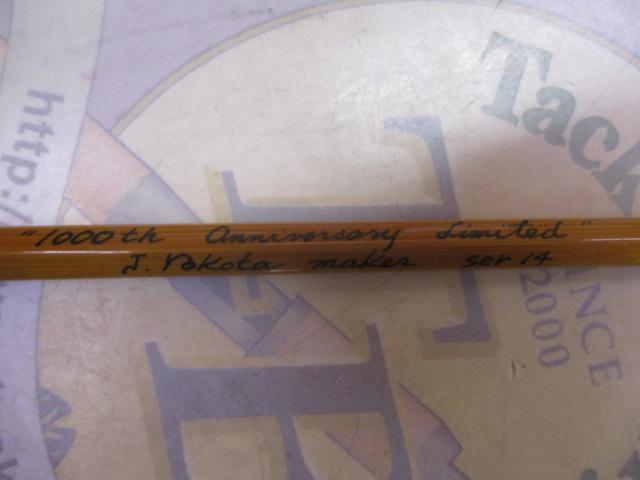 "1000th Anniversary Limited"
J. Yokota maker ser 14
http:/
Tack
NCE
2000